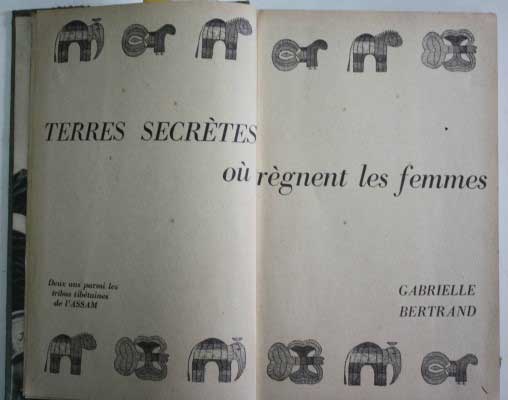 TERRES SECRÈTES
où règnent les femmes
Deux ans parmi les
tribus tibétaines
de l'ASSAM
GABRIELLE
BERTRAND